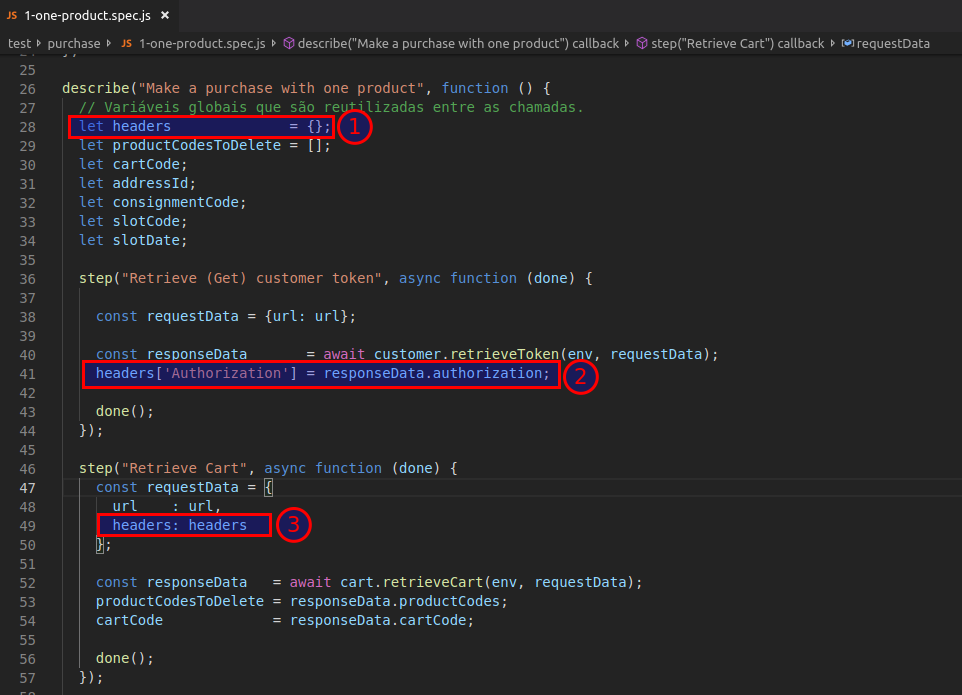 JS 1-one-product.spec.js ×
test › purchase › JS 1-one-product.spec.js › describe("Make a purchase with one product") callback › step("Retrieve Cart") callback › requestData
25
26 describe("Make a purchase with one product", function () {
27 // Variáveis globais que são reutilizadas entre as chamadas.
28 let headers = {}; 1
29 let productCodesToDelete = [];
30 let cartCode;
31 let addressId;
32 let consignmentCode;
33 let slotCode;
34 let slotDate;
35
36 step("Retrieve (Get) customer token", async function (done) {
37
38 const requestData = {url: url};
39
40 const responseData = await customer.retrieveToken(env, requestData);
41 headers['Authorization'] = responseData.authorization; 2
42
43 done();
44 });
45
46 step("Retrieve Cart", async function (done) {
47 const requestData = {
48 url : url,
49 headers: headers 3
50 };
51
52 const responseData = await cart.retrieveCart(env, requestData);
53 productCodesToDelete = responseData.productCodes;
54 cartCode = responseData.cartCode;
55
56 done();
57 });